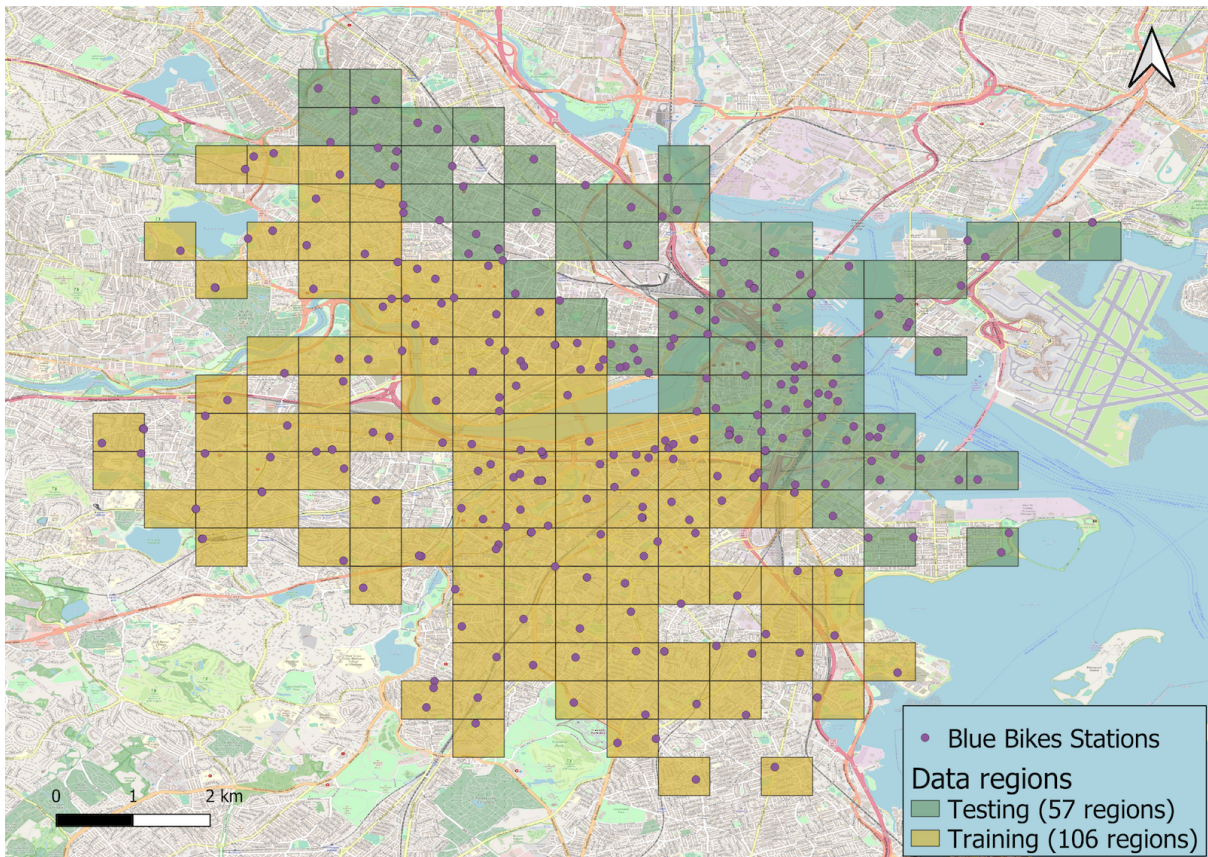 0 1 2 km
Blue Bikes Stations
Data regions
Testing (57 regions)
Training (106 regions)